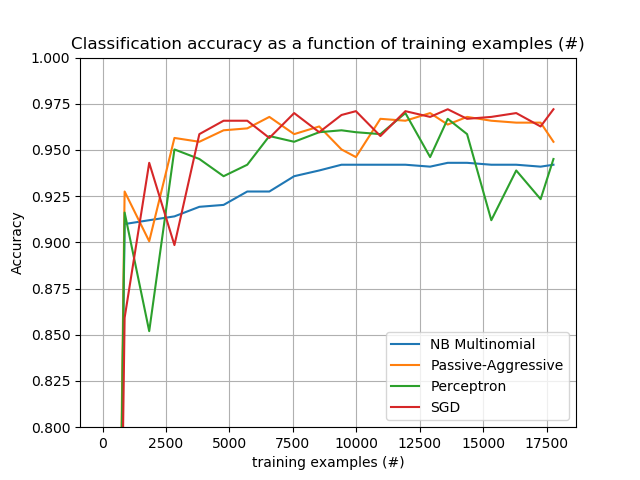 Classification accuracy as a function of training examples (#)
1.000
0.975
0.950
0.925
0.900
0.875
0.850
0.825
0.800
Accuracy
NB Multinomial
Passive-Aggressive
Perceptron
SGD
0 2500 5000 7500 10000 12500 15000 17500
training examples (#)